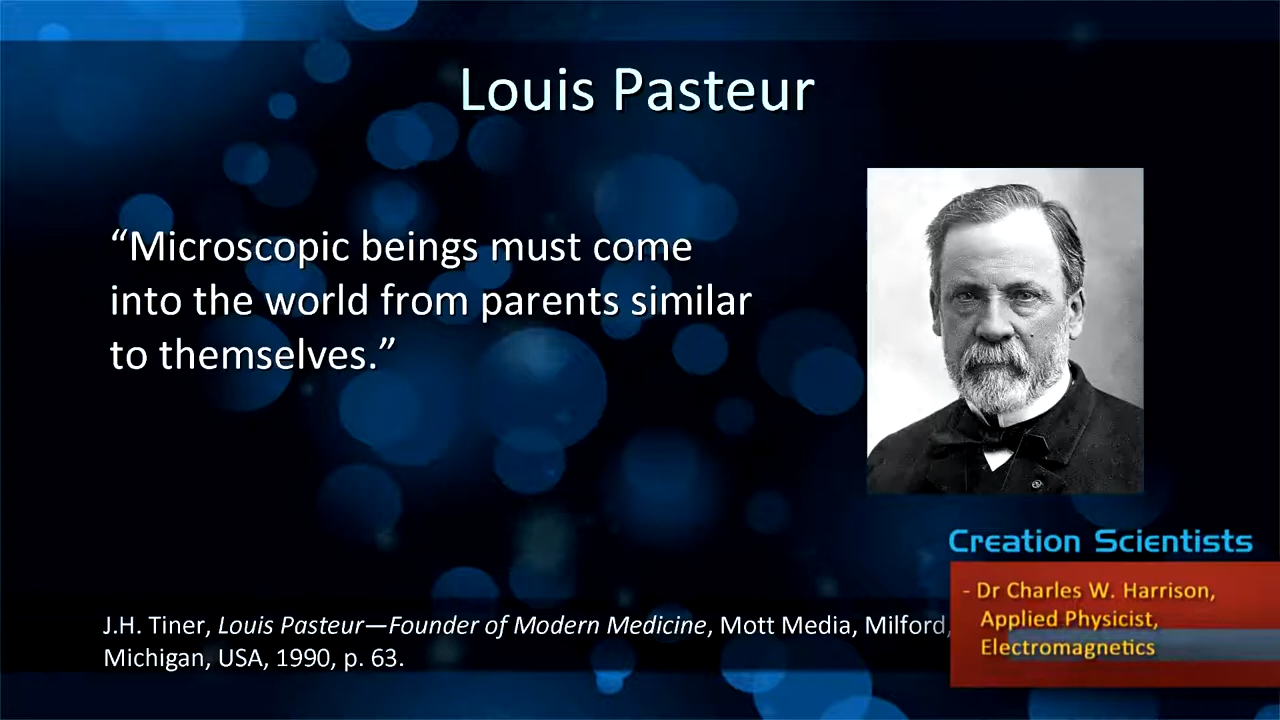 Louis Pasteur
“Microscopic beings must come
into the world from parents similar
to themselves.”
Creation Scientists
- Dr Charles W. Harrison,
Applied Physicist,
Electromagnetics
J.H. Tiner, Louis Pasteur—Founder of Modern Medicine, Mott Media, Milford,
Michigan, USA, 1990, p. 63.